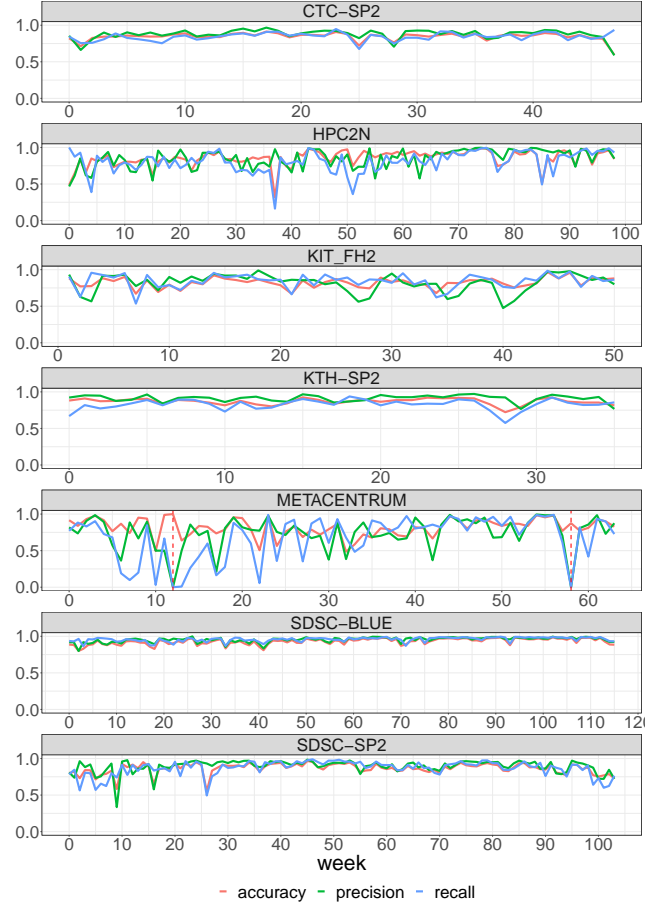 CTC−SP2
1.0
0.5
0.0
0 10 20 30 40
HPC2N
1.0
0.5
0.0
0 10 20 30 40 50 60 70 80 90 100
KIT_FH2
1.0
0.5
0.0
0 10 20 30 40 50
KTH−SP2
1.0
0.5
0.0
0 10 20 30
METACENTRUM
1.0
0.5
0.0
0 10 20 30 40 50 60
SDSC−BLUE
1.0
0.5
0.0
0 10 20 30 40 50 60 70 80 90 100 110 120
SDSC−SP2
1.0
0.5
0.0
0 10 20 30 40 50 60 70 80 90 100
week
accuracy precision recall